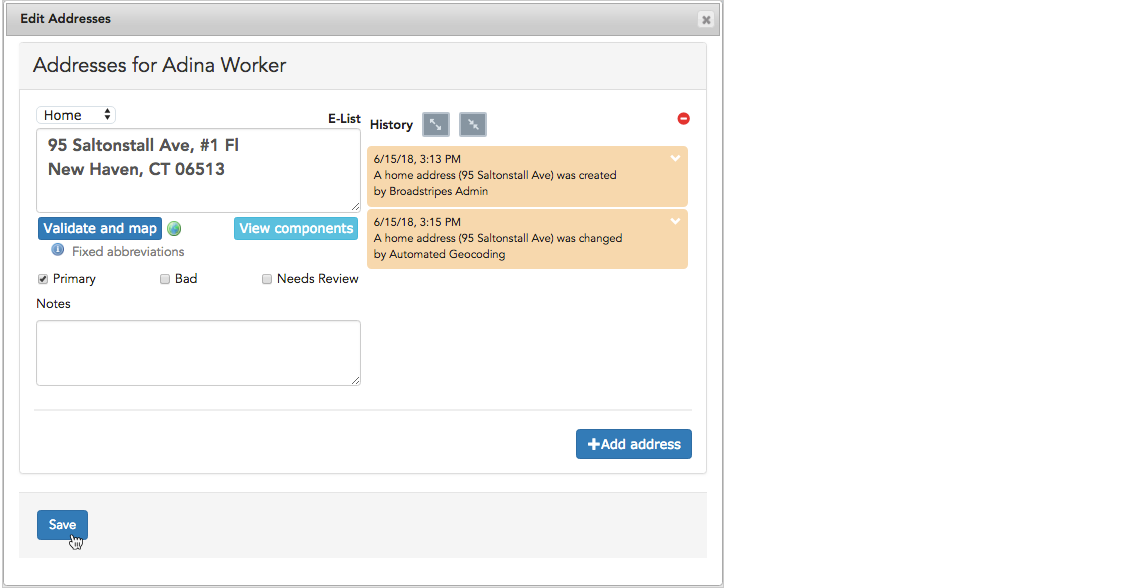 Edit Addresses
Addresses for Adina Worker
Home
E-List
History
95 Saltonstall Ave, #1 Fl
New Haven, CT 06513
6/15/18, 3:13 PM
A home address (95 Saltonstall Ave) was created
by Broadstripes Admin
6/15/18, 3:15 PM
A home address (95 Saltonstall Ave) was changed
by Automated Geocoding
Validate and map
View components
Fixed abbreviations
Primary
Bad
Needs Review
Notes
+Add address
Save